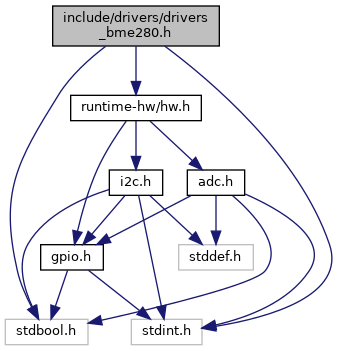 include/drivers/drivers
_bme280.h
runtime-hw/hw.h
i2c.h
adc.h
gpio.h
stddef.h
stdbool.h
stdint.h